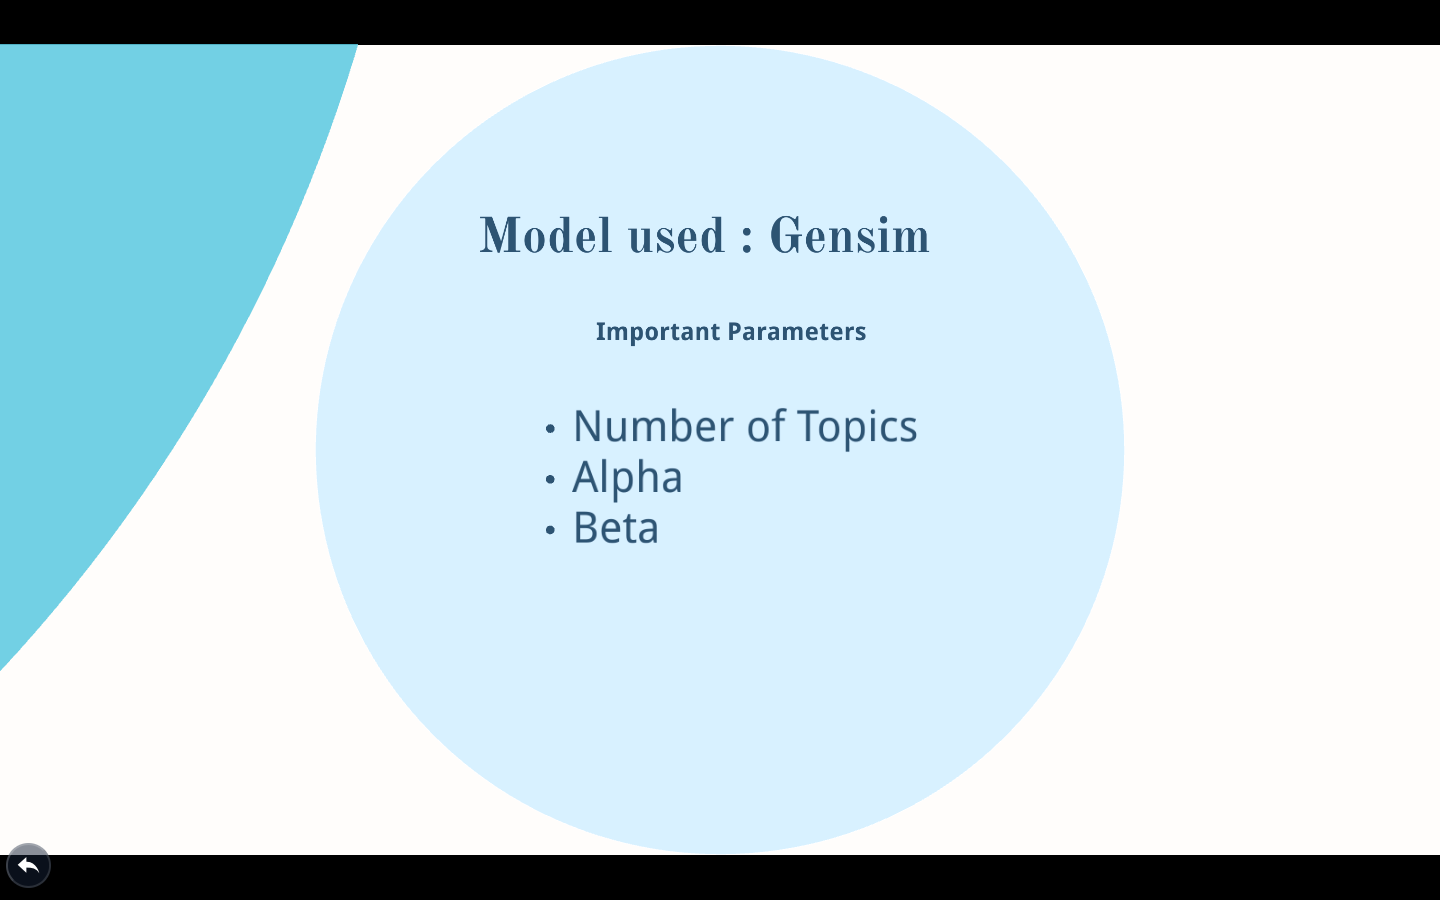 Model used : Gensim
Important Parameters
• Number of Topics
• Alpha
• Beta